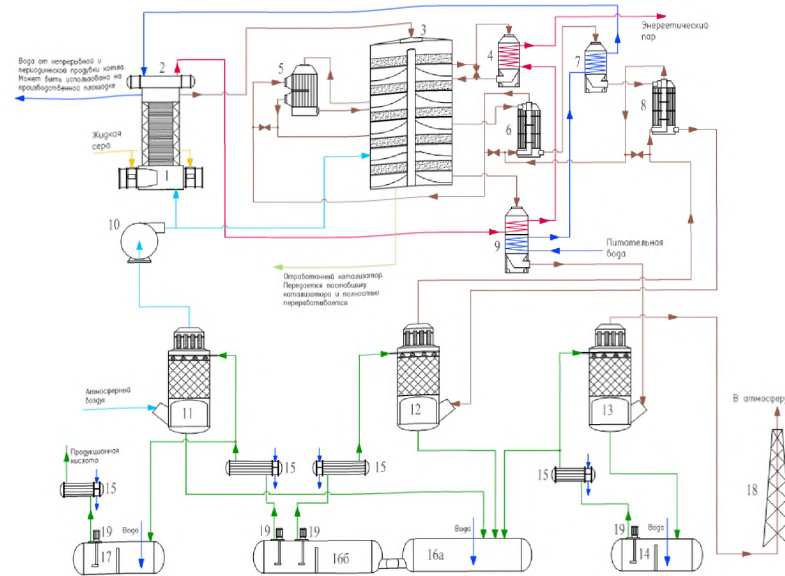 Энергетический
пар
Вода от непрерывной и
периодической продувки котла.
Может быть использована на
производственной площадке
2
3
4
5
7
Жидкая
сера
6
8
1
10
9
Питательная
вода
Отработанный катализатор.
Передается поставщику
катализатора и полностью
перерабатывается
Атмосферный
воздух
11
12
13
В атмосферу
Продукционная
кислота
15
15
15
15
18
19
Вода
17
19
19
16б
16а
Вода
19
Вода
14